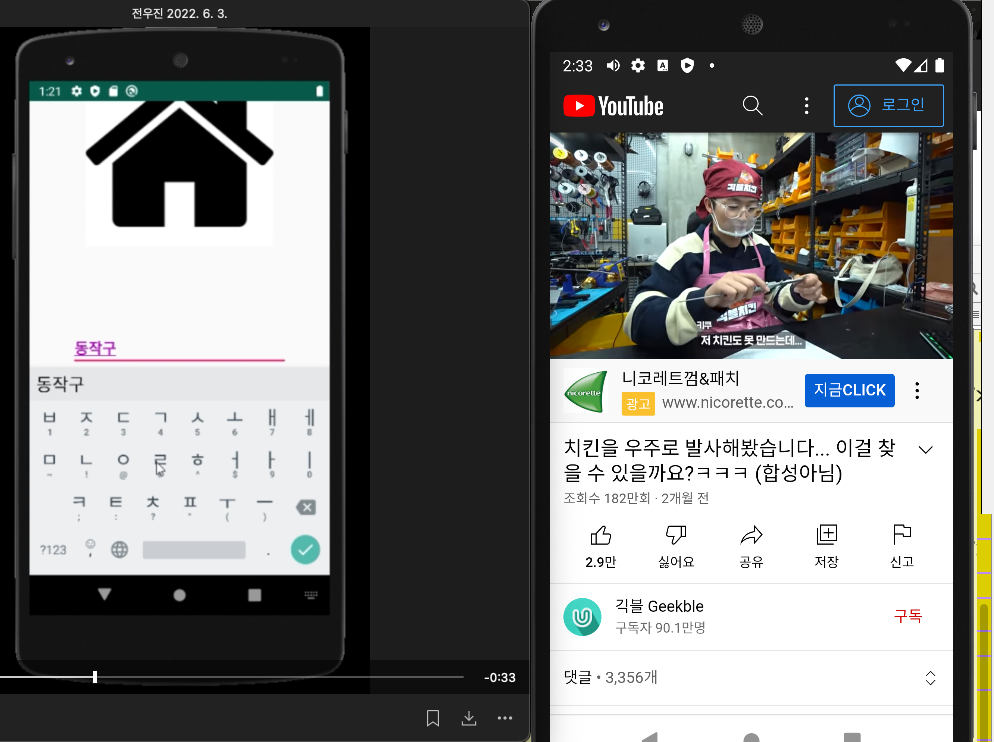 전우진 2022. 6. 3.
1:21
동작구
동작구
ㅂ ㅈ ㄷ ㄱ ㅅ ㅗ ㅐ ㅔ
1 2 3 4 5 6 7 8
ㅁ ㄴ ㅇ ㄹ ㅎ ㅓ ㅏ ㅣ
~ ! @ ^ $ 9 0
ㅋ ㅌ ㅊ ㅍ ㅜ ㅡ
; : ? " ( )
?123 , .
-0:33
2:33
YouTube
로그인
긱블치킨
키쿠
저 치킨도 못 만드는데...
nicorette
니코레트껌&패치
광고 www.nicorette.co...
지금CLICK
치킨을 우주로 발사해봤습니다... 이걸 찾
을 수 있을까요?ㅋㅋㅋ (합성아님)
조회수 182만회 · 2개월 전
2.9만 싫어요 공유 저장 신고
긱블 Geekble
구독자 90.1만명
구독
댓글 • 3,356개